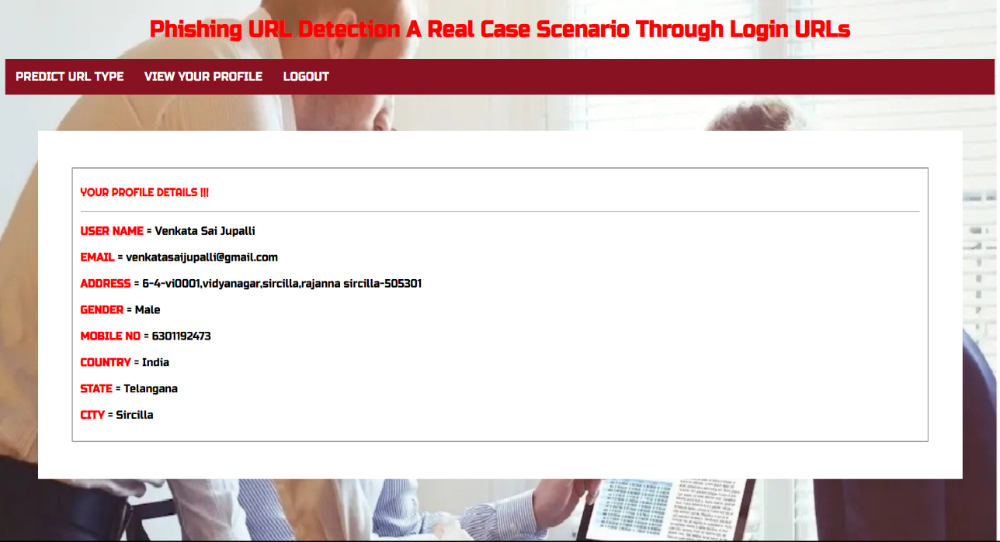 Phishing URL Detection A Real Case Scenario Through Login URLs
PREDICT URL TYPE VIEW YOUR PROFILE LOGOUT
YOUR PROFILE DETAILS !!!
USER NAME = Venkata Sai Jupalli
EMAIL = venkatasaijupalli@gmail.com
ADDRESS = 6-4-vi0001,vidyanagar,sircilla,rajanna sircilla-505301
GENDER = Male
MOBILE NO = 6301192473
COUNTRY = India
STATE = Telangana
CITY = Sircilla